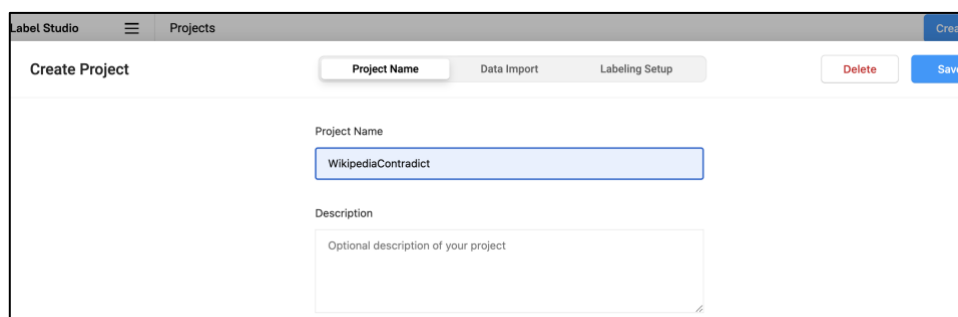 Label Studio Projects
Create Project Project Name Data Import Labeling Setup Delete Save
Project Name
WikipediaContradict
Description
Optional description of your project